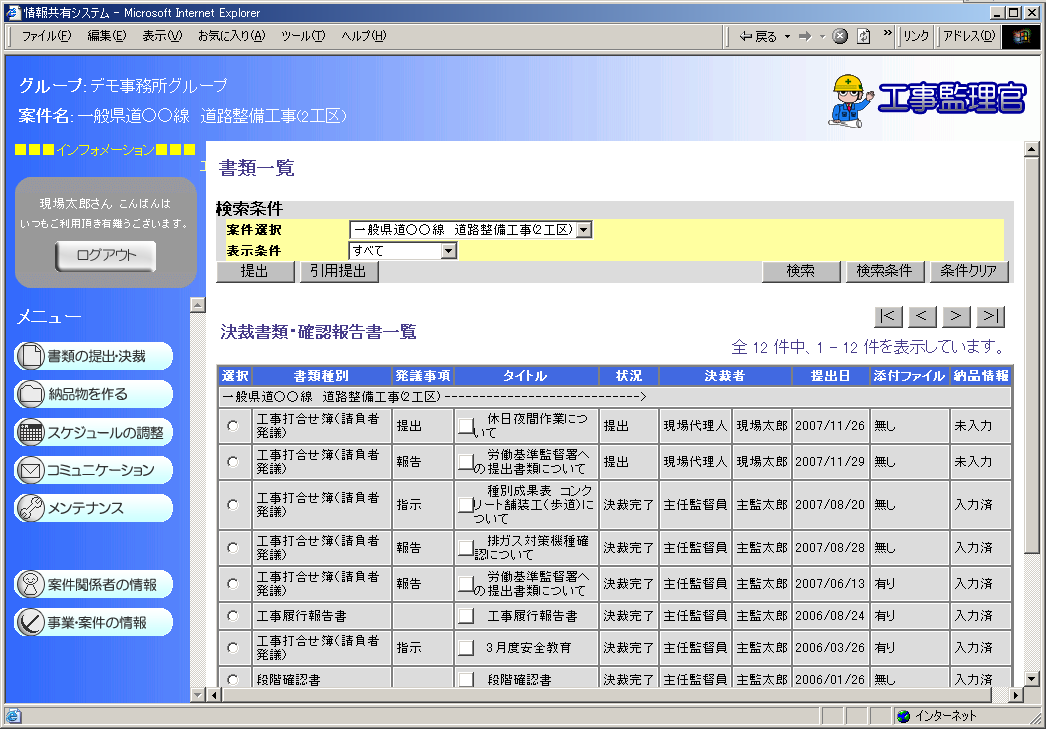 情報共有システム - Microsoft Internet Explorer
ファイル(F) 編集(E) 表示(V) お気に入り(A) ツール(T) ヘルプ(H) 戻る » リンク アドレス(D)
グループ: デモ事務所グループ
案件名: 一般県道〇〇線 道路整備工事(2工区)
工事監理官
■■■インフォメーション■■■
現場太郎さん こんばんは
いつもご利用頂き有難うございます。
ログアウト
メニュー
書類の提出・決裁
納品物を作る
スケジュールの調整
コミュニケーション
メンテナンス
案件関係者の情報
事業・案件の情報
書類一覧
検索条件
案件選択 一般県道〇〇線 道路整備工事(2工区)
表示条件 すべて
提出 引用提出 検索 検索条件 条件クリア
|< < > >|
決裁書類・確認報告書一覧
全 12 件中、1 - 12 件を表示しています。
選択 書類種別 発議事項 タイトル 状況 決裁者 提出日 添付ファイル 納品情報
一般県道〇〇線 道路整備工事(2工区) ---------------------------->
工事打合せ簿(請負者発議) 提出 休日夜間作業について 提出 現場代理人 現場太郎 2007/11/26 無し 未入力
工事打合せ簿(請負者発議) 報告 労働基準監督署への提出書類について 提出 現場代理人 現場太郎 2007/11/29 無し 未入力
工事打合せ簿(請負者発議) 指示 種別成果表 コンクリート舗装工(歩道)について 決裁完了 主任監督員 主監太郎 2007/08/20 無し 入力済
工事打合せ簿(請負者発議) 報告 排ガス対策機種確認について 決裁完了 主任監督員 主監太郎 2007/08/28 無し 入力済
工事打合せ簿(請負者発議) 報告 労働基準監督署への提出書類について 決裁完了 主任監督員 主監太郎 2007/06/13 有り 入力済
工事履行報告書 工事履行報告書 決裁完了 主任監督員 主監太郎 2006/08/24 有り 入力済
工事打合せ簿(請負者発議) 指示 3月度安全教育 決裁完了 主任監督員 主監太郎 2006/03/26 有り 入力済
段階確認書 段階確認書 決裁完了 主任監督員 主監太郎 2006/01/26 無し 入力済
インターネット